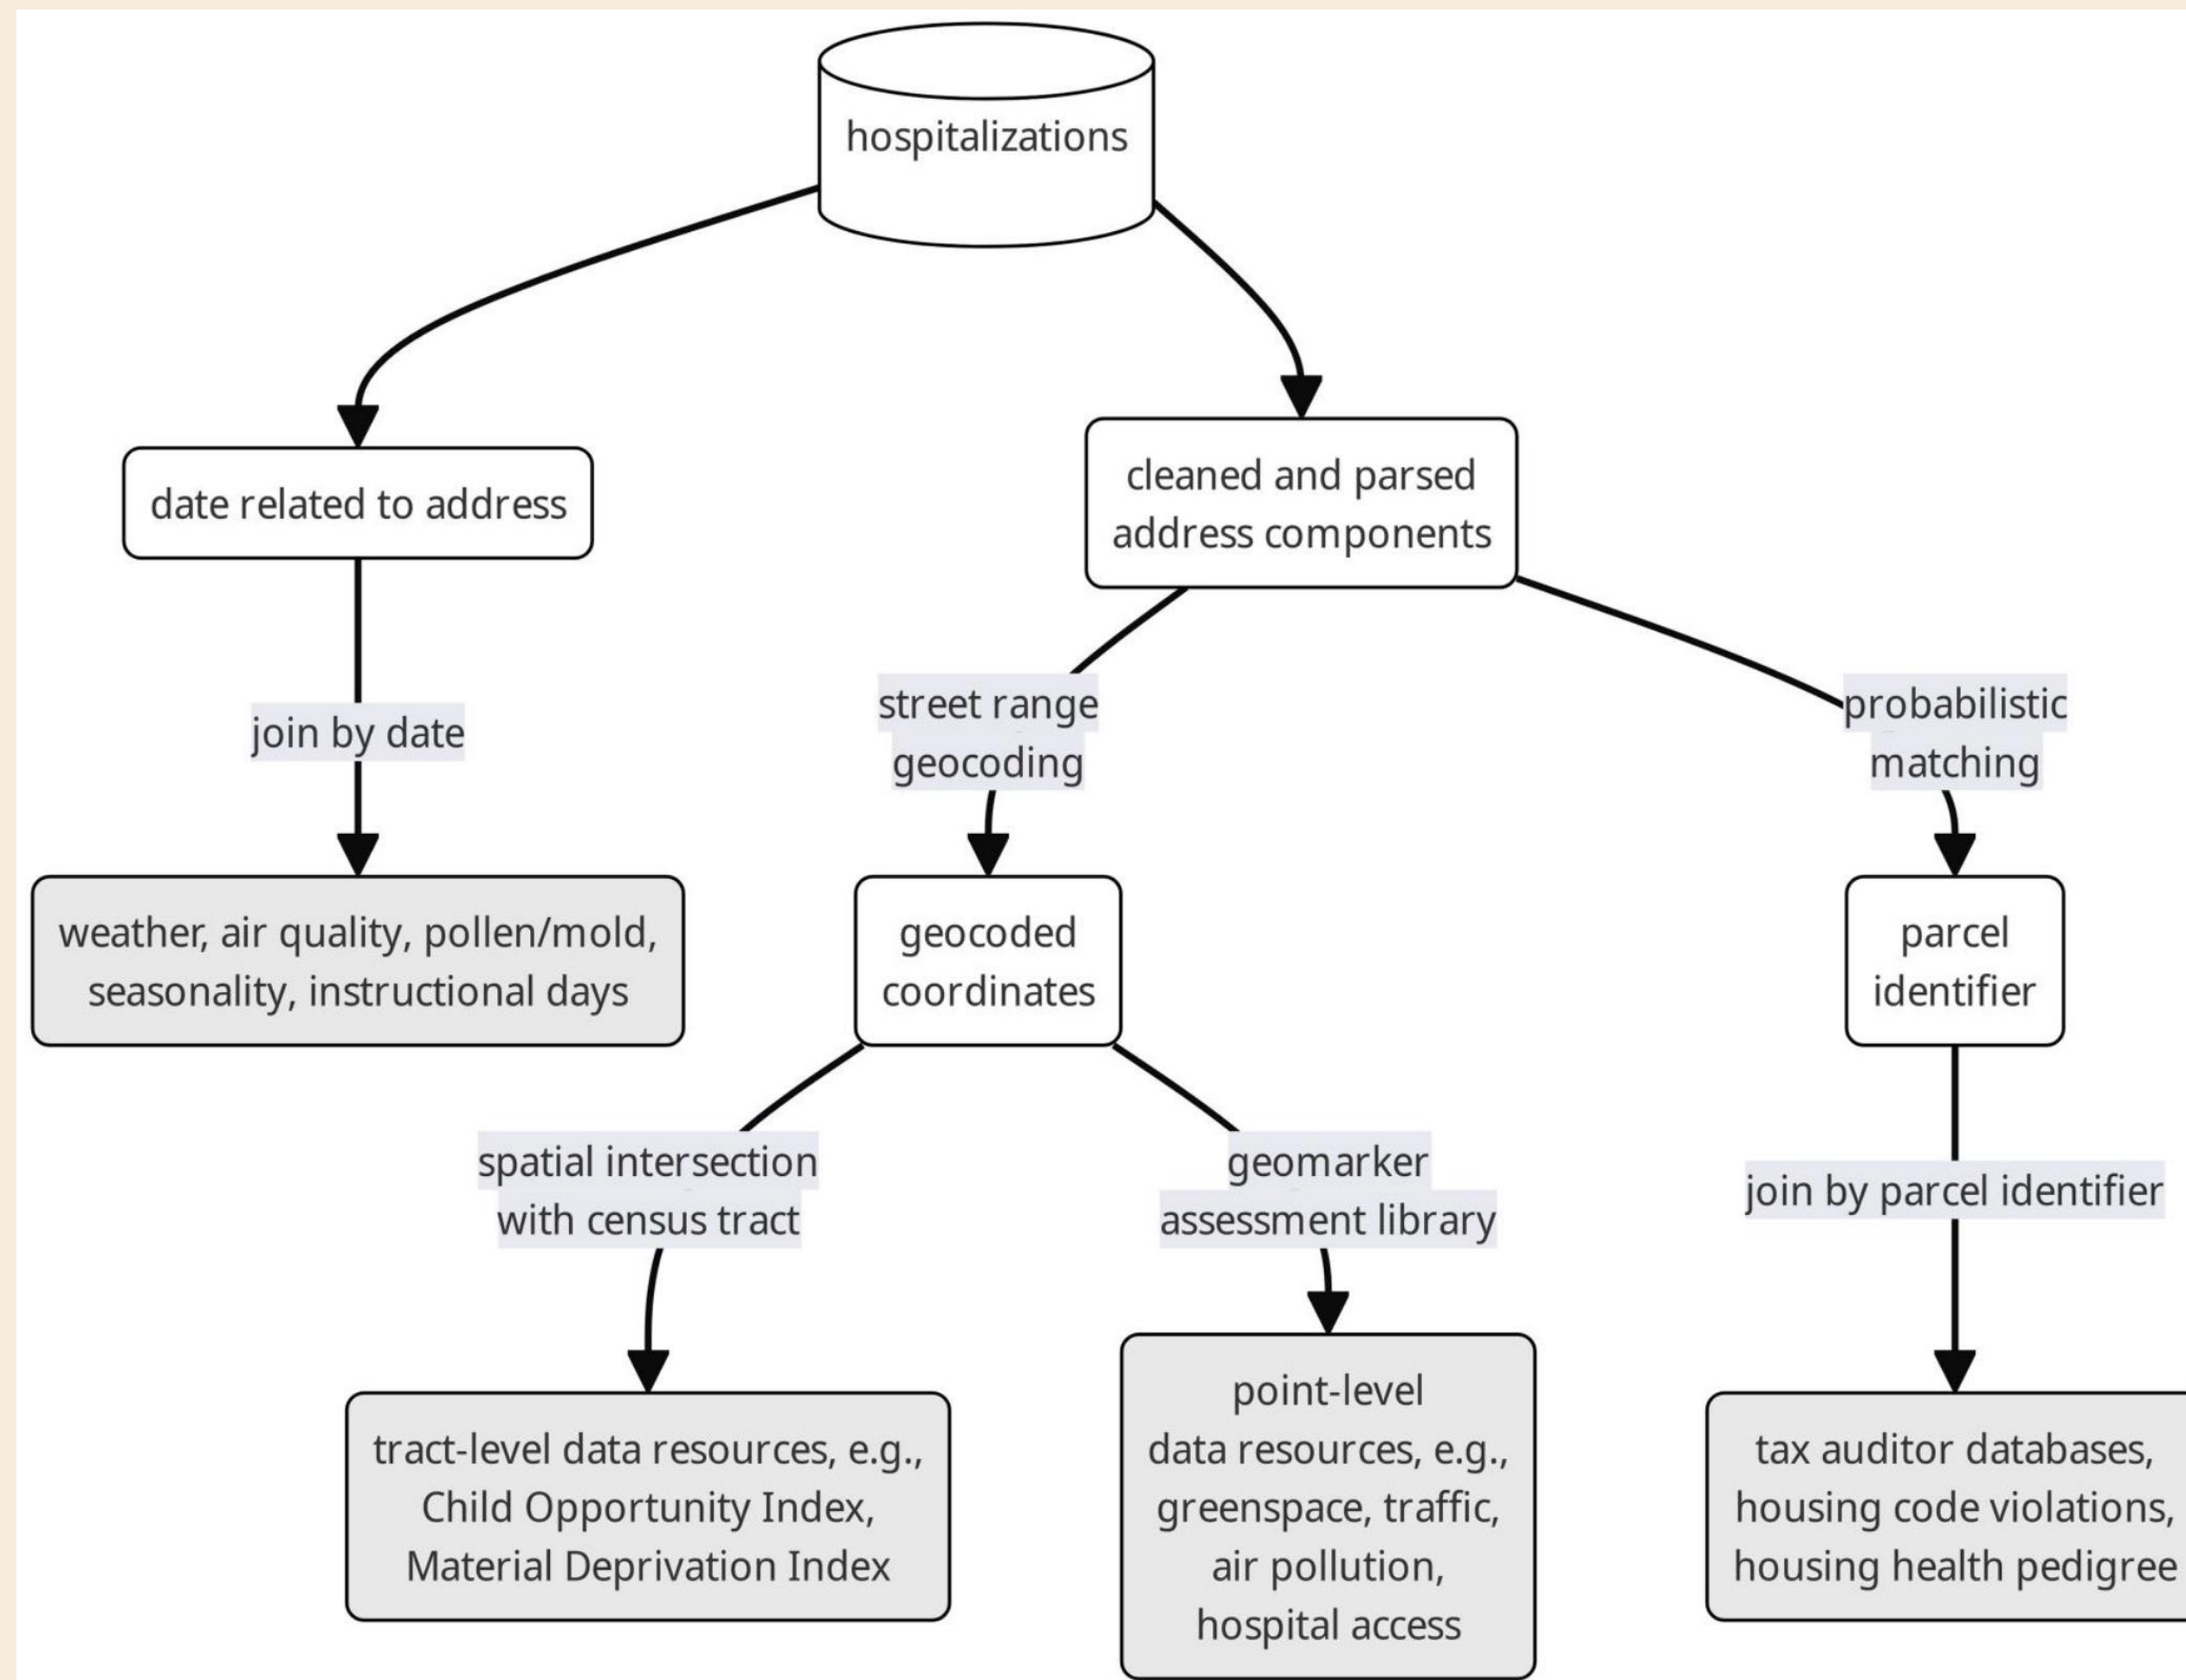 hospitalizations
date related to address
cleaned and parsed
address components
join by date
street range
geocoding
probabilistic
matching
weather, air quality, pollen/mold,
seasonality, instructional days
geocoded
coordinates
parcel
identifier
spatial intersection
with census tract
geomarker
assessment library
join by parcel identifier
tract-level data resources, e.g.,
Child Opportunity Index,
Material Deprivation Index
point-level
data resources, e.g.,
greenspace, traffic,
air pollution,
hospital access
tax auditor databases,
housing code violations,
housing health pedigree